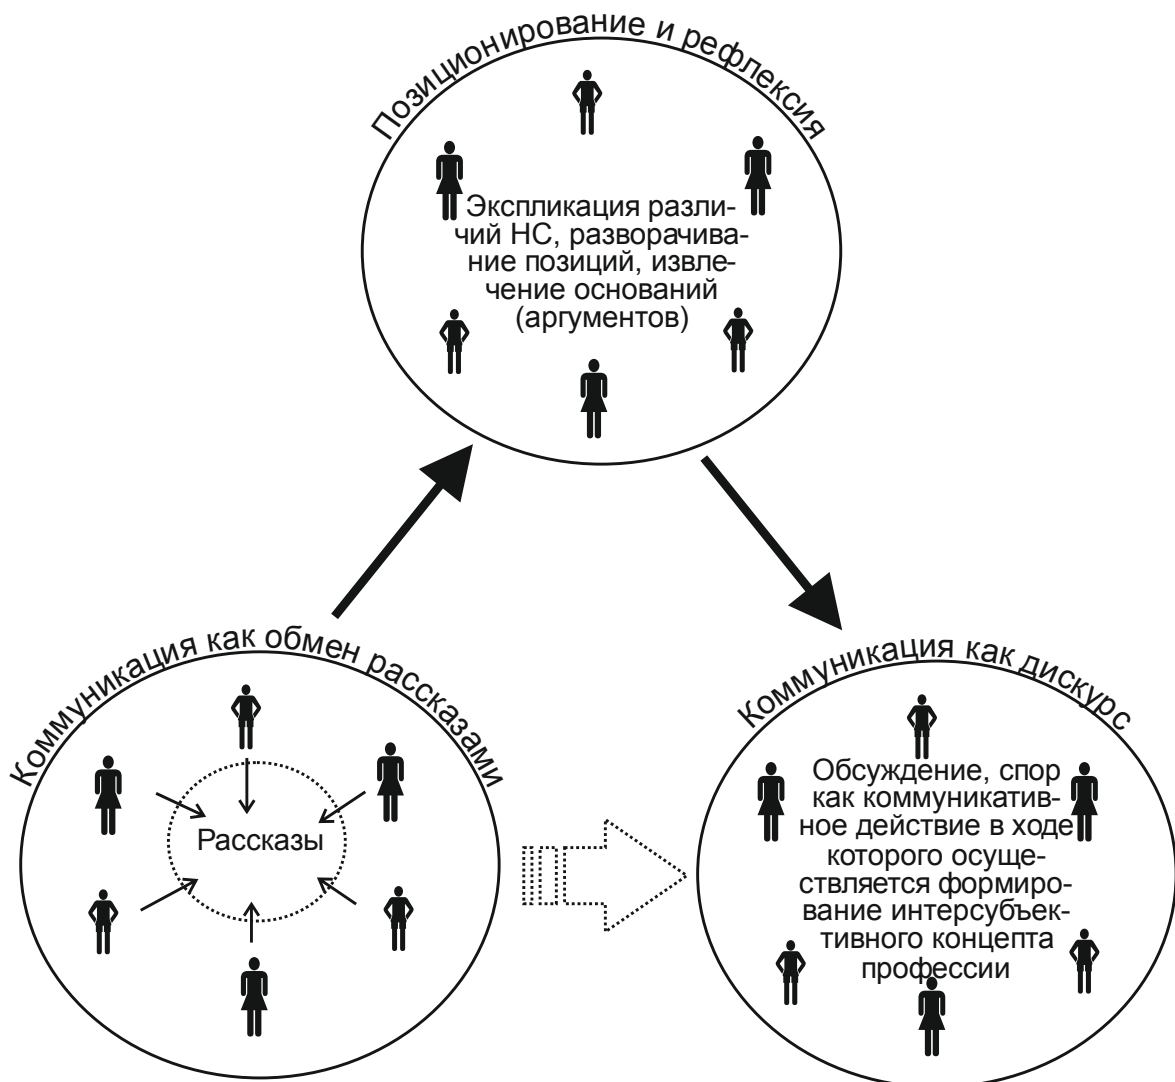 Позиционирование и рефлексия
Экспликация разли-
чий НС, разворачива-
ние позиций, извле-
чение оснований
(аргументов)
Коммуникация как обмен рассказами
Рассказы
Коммуникация как дискурс
Обсуждение, спор
как коммуникатив-
ное действие в ходе
которого осуще-
ствляется формиро-
вание интерсубъек-
тивного концепта
профессии